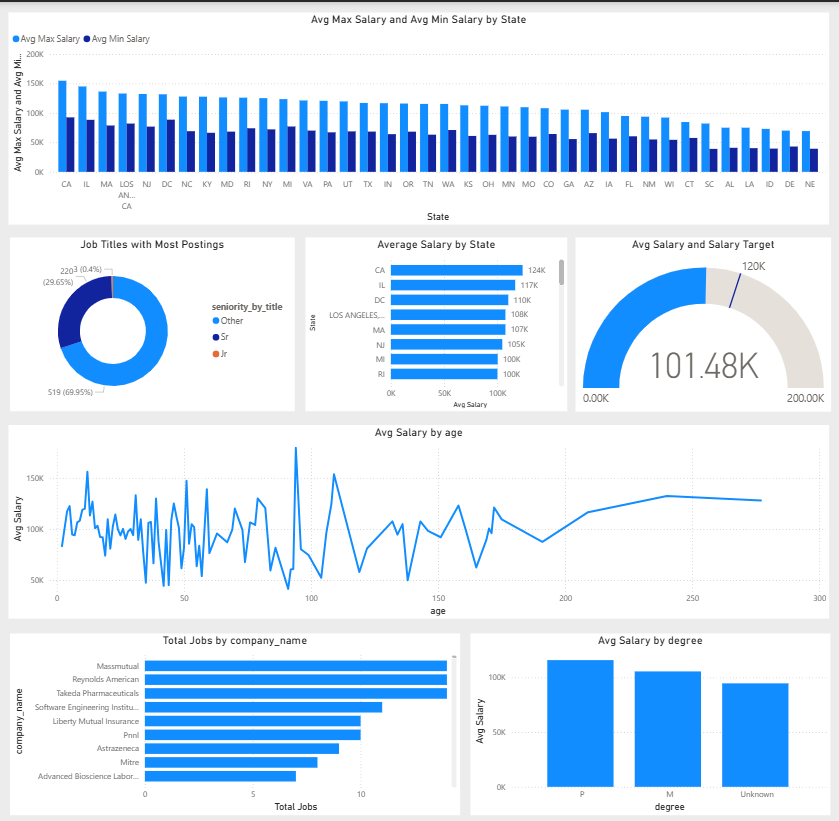 Avg Max Salary and Avg Min Salary by State
Avg Max Salary Avg Min Salary
Avg Max Salary and Avg Mi...
200K
150K
100K
50K
0K
CA IL MA LOS AN... CA NJ DC NC KY MD RI NY MI VA PA UT TX IN OR TN WA KS OH MN MO CO GA AZ IA FL NM WI CT SC AL LA ID DE NE
State
Job Titles with Most Postings
220 (29.65%)
3 (0.4%)
519 (69.95%)
seniority_by_title
Other
Sr
Jr
Average Salary by State
State
CA 124K
IL 117K
DC 110K
LOS ANGELES,... 108K
MA 107K
NJ 105K
MI 100K
RI 100K
0K 50K 100K
Avg Salary
Avg Salary and Salary Target
120K
101.48K
0.00K 200.00K
Avg Salary by age
Avg Salary
150K
100K
50K
0 50 100 150 200 250 300
age
Total Jobs by company_name
company_name
Massmutual
Reynolds American
Takeda Pharmaceuticals
Software Engineering Institu...
Liberty Mutual Insurance
Pnnl
Astrazeneca
Mitre
Advanced Bioscience Labor...
0 5 10
Total Jobs
Avg Salary by degree
Avg Salary
100K
50K
0K
P M Unknown
degree